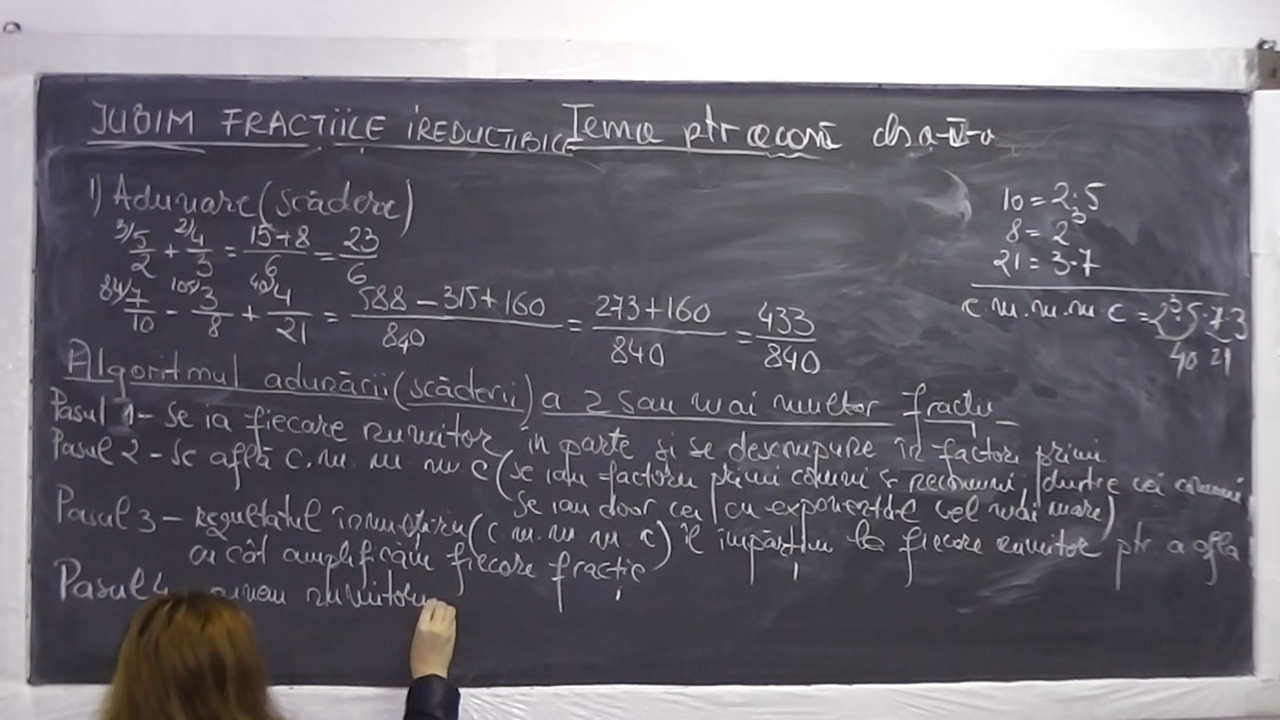 IUBIM FRACȚIILE IREDUCTIBILE Tema ptr acasă cls a-V-a
1) Adunare (scădere)
3/5/2 + 2/4/3 = 15+8/6 = 23/6
84/7/10 - 105/3/8 + 40/4/21 = 588-315+160/840 = 273+160/840 = 433/840
10 = 2·5
8 = 2³
21 = 3·7
c.m.m.m.c = 2³·5·7·3
40 21
Algoritmul adunării (scăderii) a 2 sau mai multor fracții
Pasul 1 - Se ia fiecare numitor în parte și se descompune în factori primi
Pasul 2 - Se află c.m.m.m.c (se iau factorii primi comuni și necomuni, dintre cei comuni
se iau doar cei cu exponentul cel mai mare)
Pasul 3 - Rezultatul înmulțirii (c.m.m.m.c) îl împărțim la fiecare numitor ptr a afla
cu cât amplificăm fiecare fracție
Pasul 4 avem numitoru